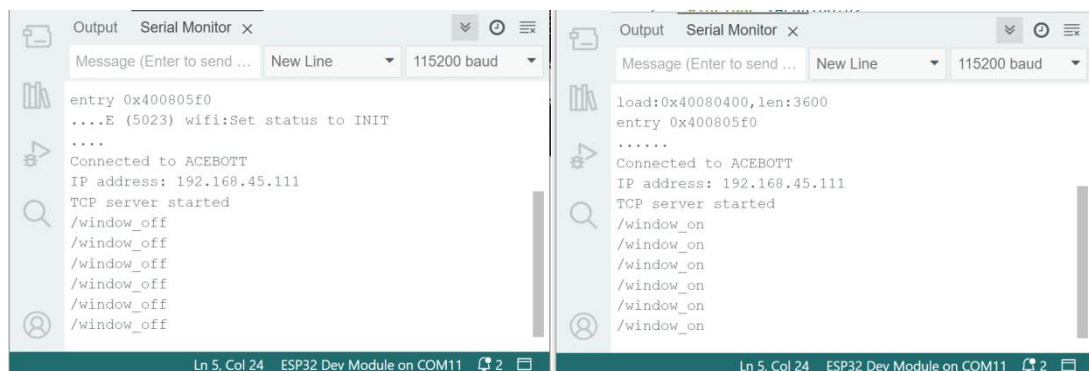 Output Serial Monitor ×
Message (Enter to send ... New Line 115200 baud
entry 0x400805f0
....E (5023) wifi:Set status to INIT
....
Connected to ACEBOTT
IP address: 192.168.45.111
TCP server started
/window_off
/window_off
/window_off
/window_off
/window_off
/window_off
Ln 5, Col 24 ESP32 Dev Module on COM11 2
Output Serial Monitor ×
Message (Enter to send ... New Line 115200 baud
load:0x40080400,len:3600
entry 0x400805f0
......
Connected to ACEBOTT
IP address: 192.168.45.111
TCP server started
/window_on
/window_on
/window_on
/window_on
/window_on
/window_on
Ln 5, Col 24 ESP32 Dev Module on COM11 2